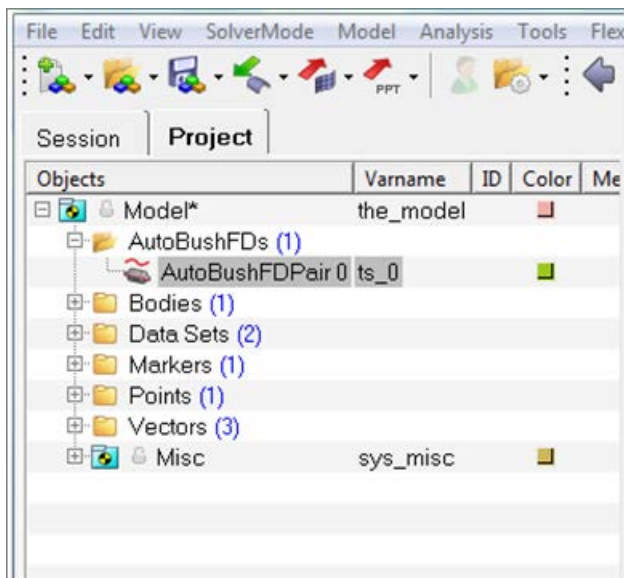 File Edit View SolverMode Model Analysis Tools Flex
PPT
Session Project
Objects Varname ID Color Me
Model* the_model
AutoBushFDs (1)
AutoBushFDPair 0 ts_0
Bodies (1)
Data Sets (2)
Markers (1)
Points (1)
Vectors (3)
Misc sys_misc